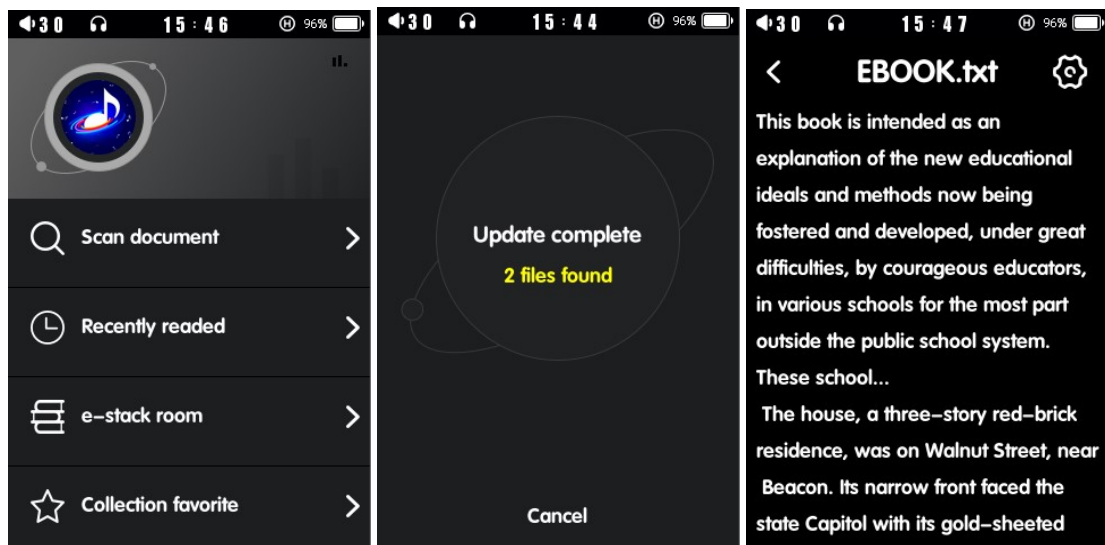 30 15:46 H 96%
Scan document
Recently readed
e-stack room
Collection favorite
30 15:44 H 96%
Update complete
2 files found
Cancel
30 15:47 H 96%
EBOOK.txt
This book is intended as an
explanation of the new educational
ideals and methods now being
fostered and developed, under great
difficulties, by courageous educators,
in various schools for the most part
outside the public school system.
These school...
The house, a three-story red-brick
residence, was on Walnut Street, near
Beacon. Its narrow front faced the
state Capitol with its gold-sheeted